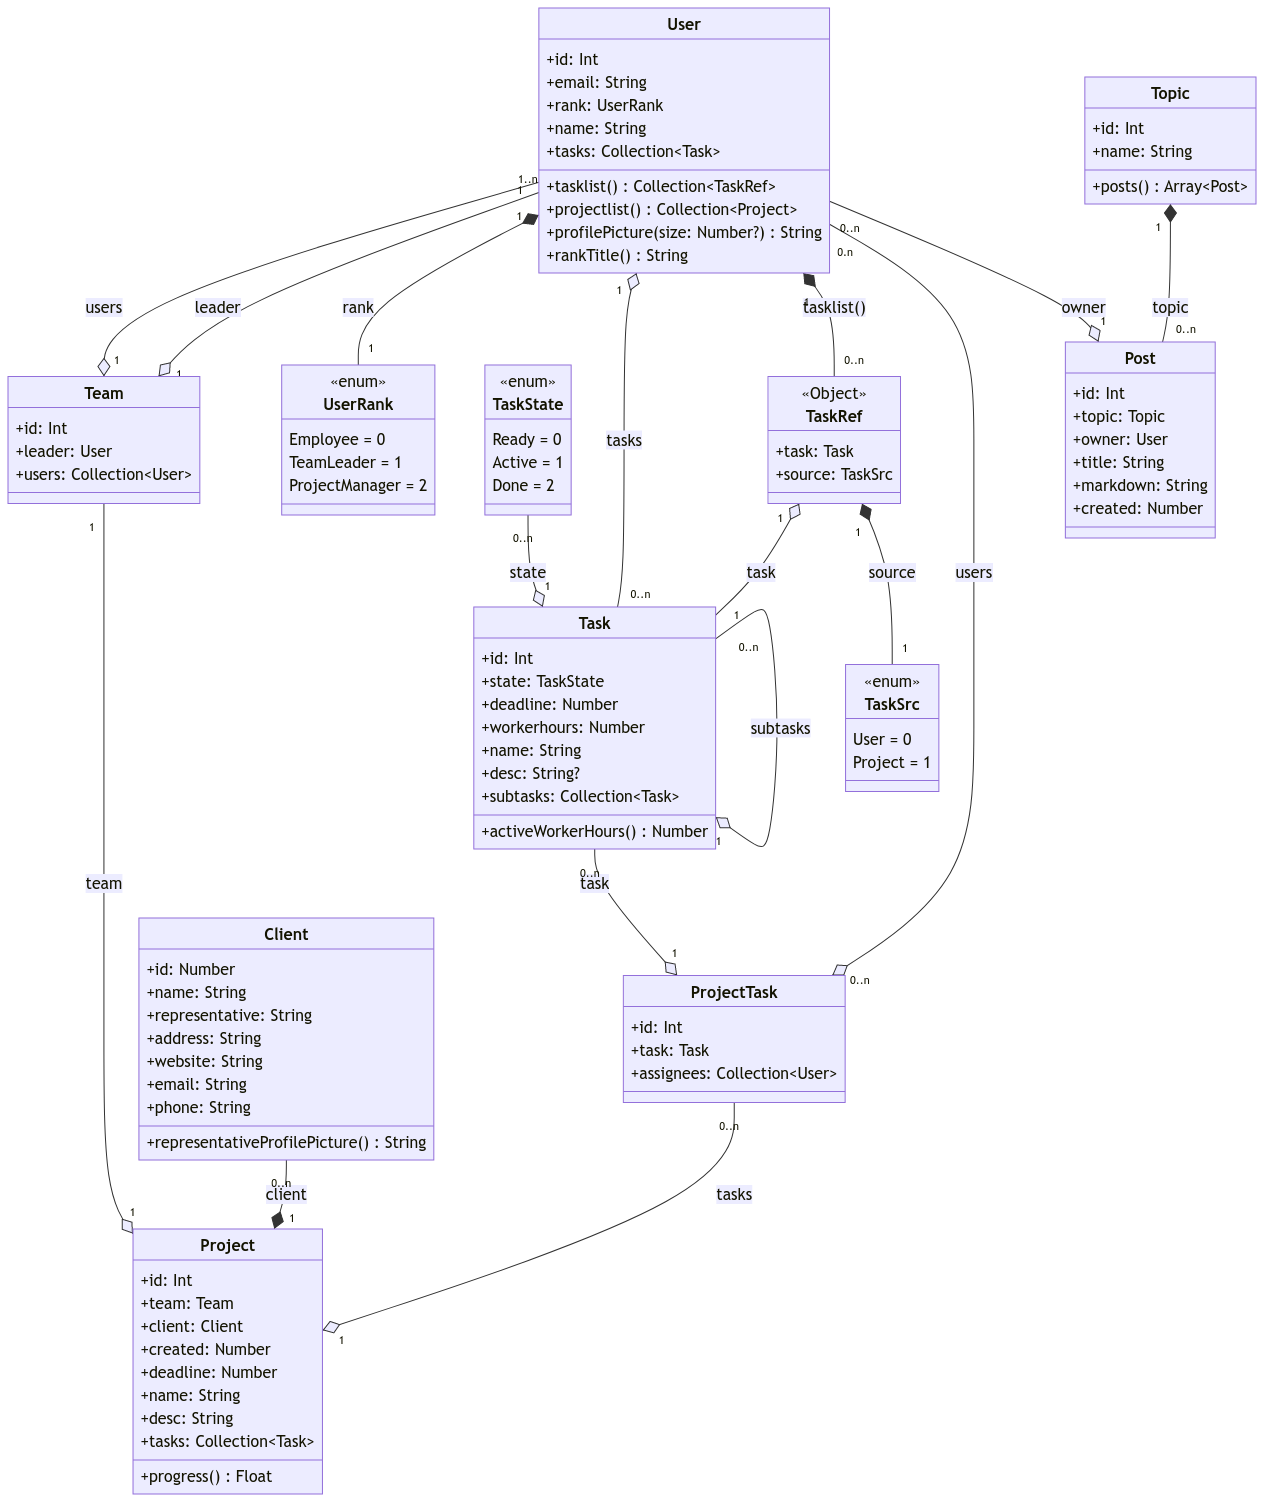 User
+id: Int
+email: String
+rank: UserRank
+name: String
+tasks: Collection<Task>
+tasklist() : Collection<TaskRef>
+projectlist() : Collection<Project>
+profilePicture(size: Number?) : String
+rankTitle() : String
Topic
+id: Int
+name: String
+posts() : Array<Post>
1..n
1
1
1
0..n
0..n
1
1
users
leader
rank
tasklist()
owner
topic
1
1
1
0..n
1
0..n
Team
+id: Int
+leader: User
+users: Collection<User>
«enum»
UserRank
Employee = 0
TeamLeader = 1
ProjectManager = 2
«enum»
TaskState
Ready = 0
Active = 1
Done = 2
tasks
«Object»
TaskRef
+task: Task
+source: TaskSrc
Post
+id: Int
+topic: Topic
+owner: User
+title: String
+markdown: String
+created: Number
1
0..n
1
1
state
task
source
users
1
0..n
1
1
Task
+id: Int
+state: TaskState
+deadline: Number
+workerhours: Number
+name: String
+desc: String?
+subtasks: Collection<Task>
+activeWorkerHours() : Number
0..n
subtasks
1
«enum»
TaskSrc
User = 0
Project = 1
team
0..n
task
1
0..n
Client
+id: Number
+name: String
+representative: String
+address: String
+website: String
+email: String
+phone: String
+representativeProfilePicture() : String
ProjectTask
+id: Int
+task: Task
+assignees: Collection<User>
0..n
client
0..n
tasks
1
1
Project
+id: Int
+team: Team
+client: Client
+created: Number
+deadline: Number
+name: String
+desc: String
+tasks: Collection<Task>
+progress() : Float
1